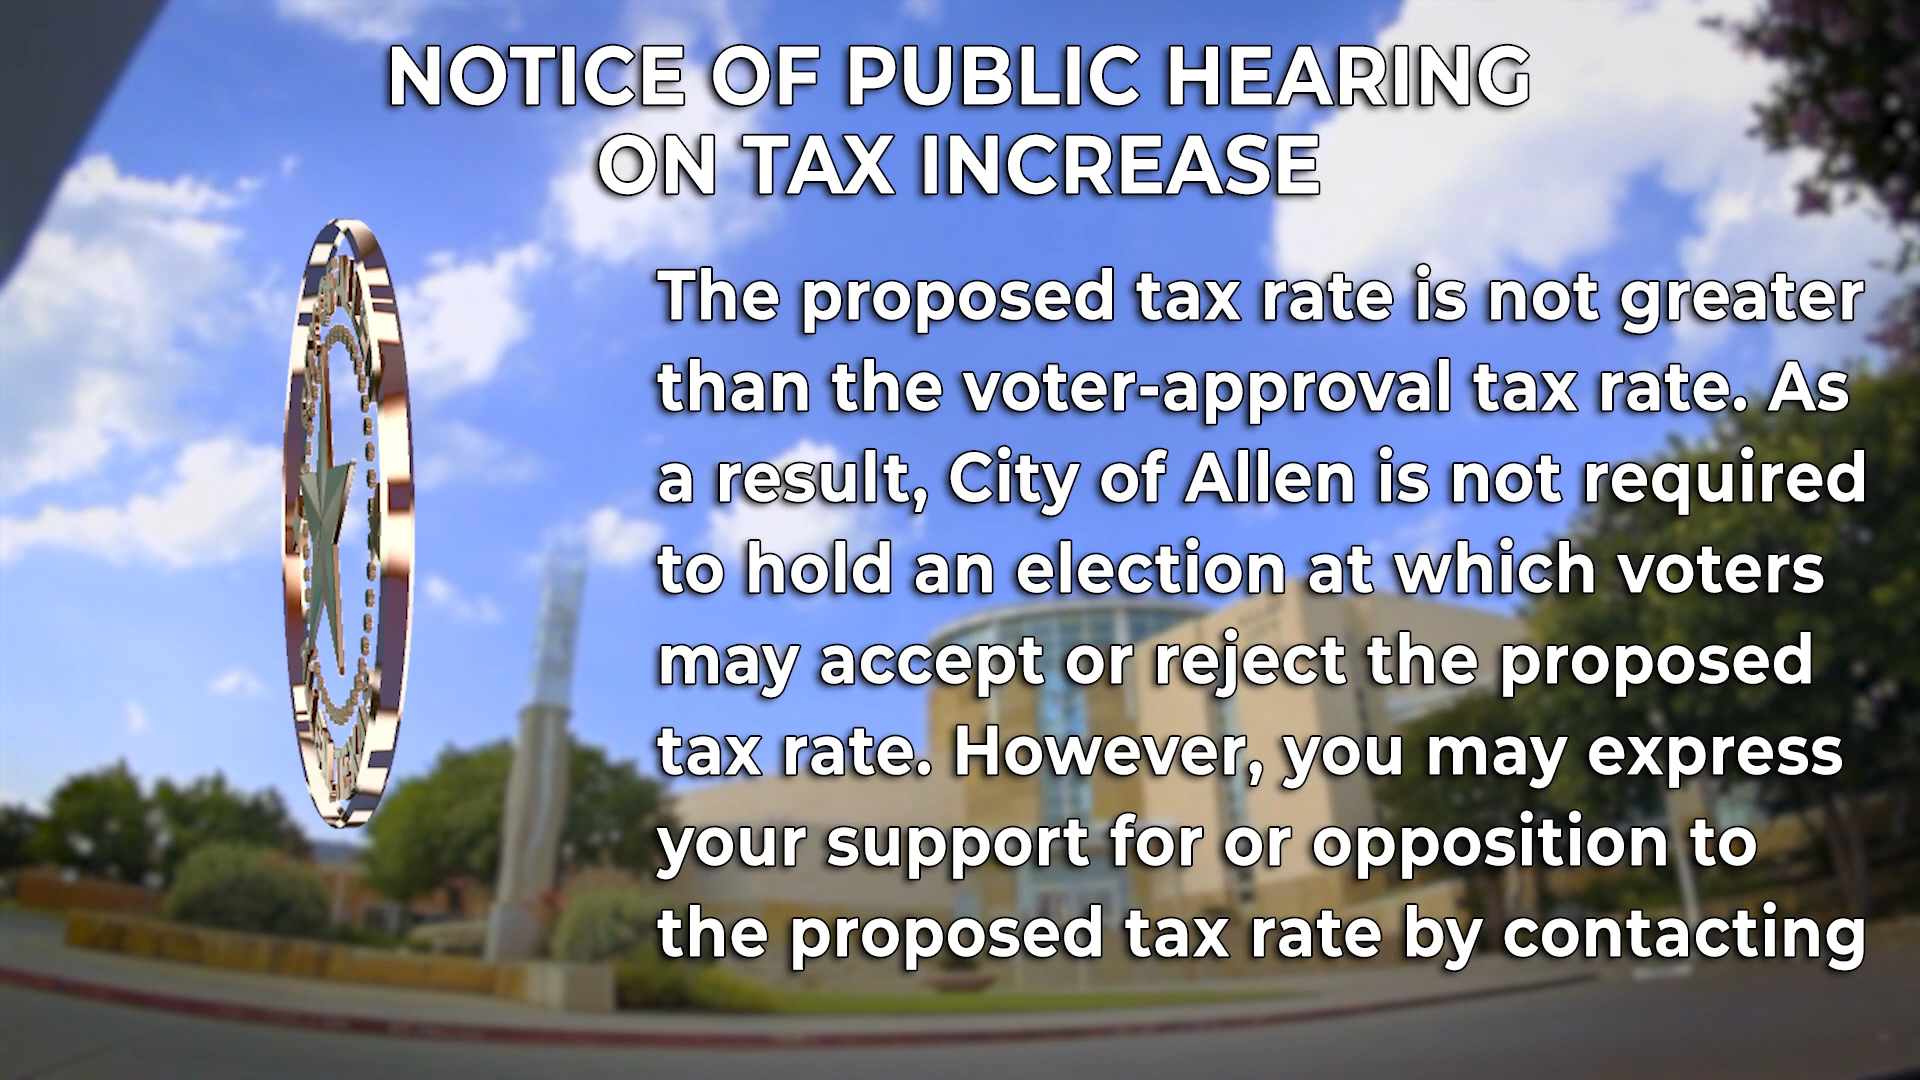 NOTICE OF PUBLIC HEARING
ON TAX INCREASE
The proposed tax rate is not greater
than the voter-approval tax rate. As
a result, City of Allen is not required
to hold an election at which voters
may accept or reject the proposed
tax rate. However, you may express
your support for or opposition to
the proposed tax rate by contacting